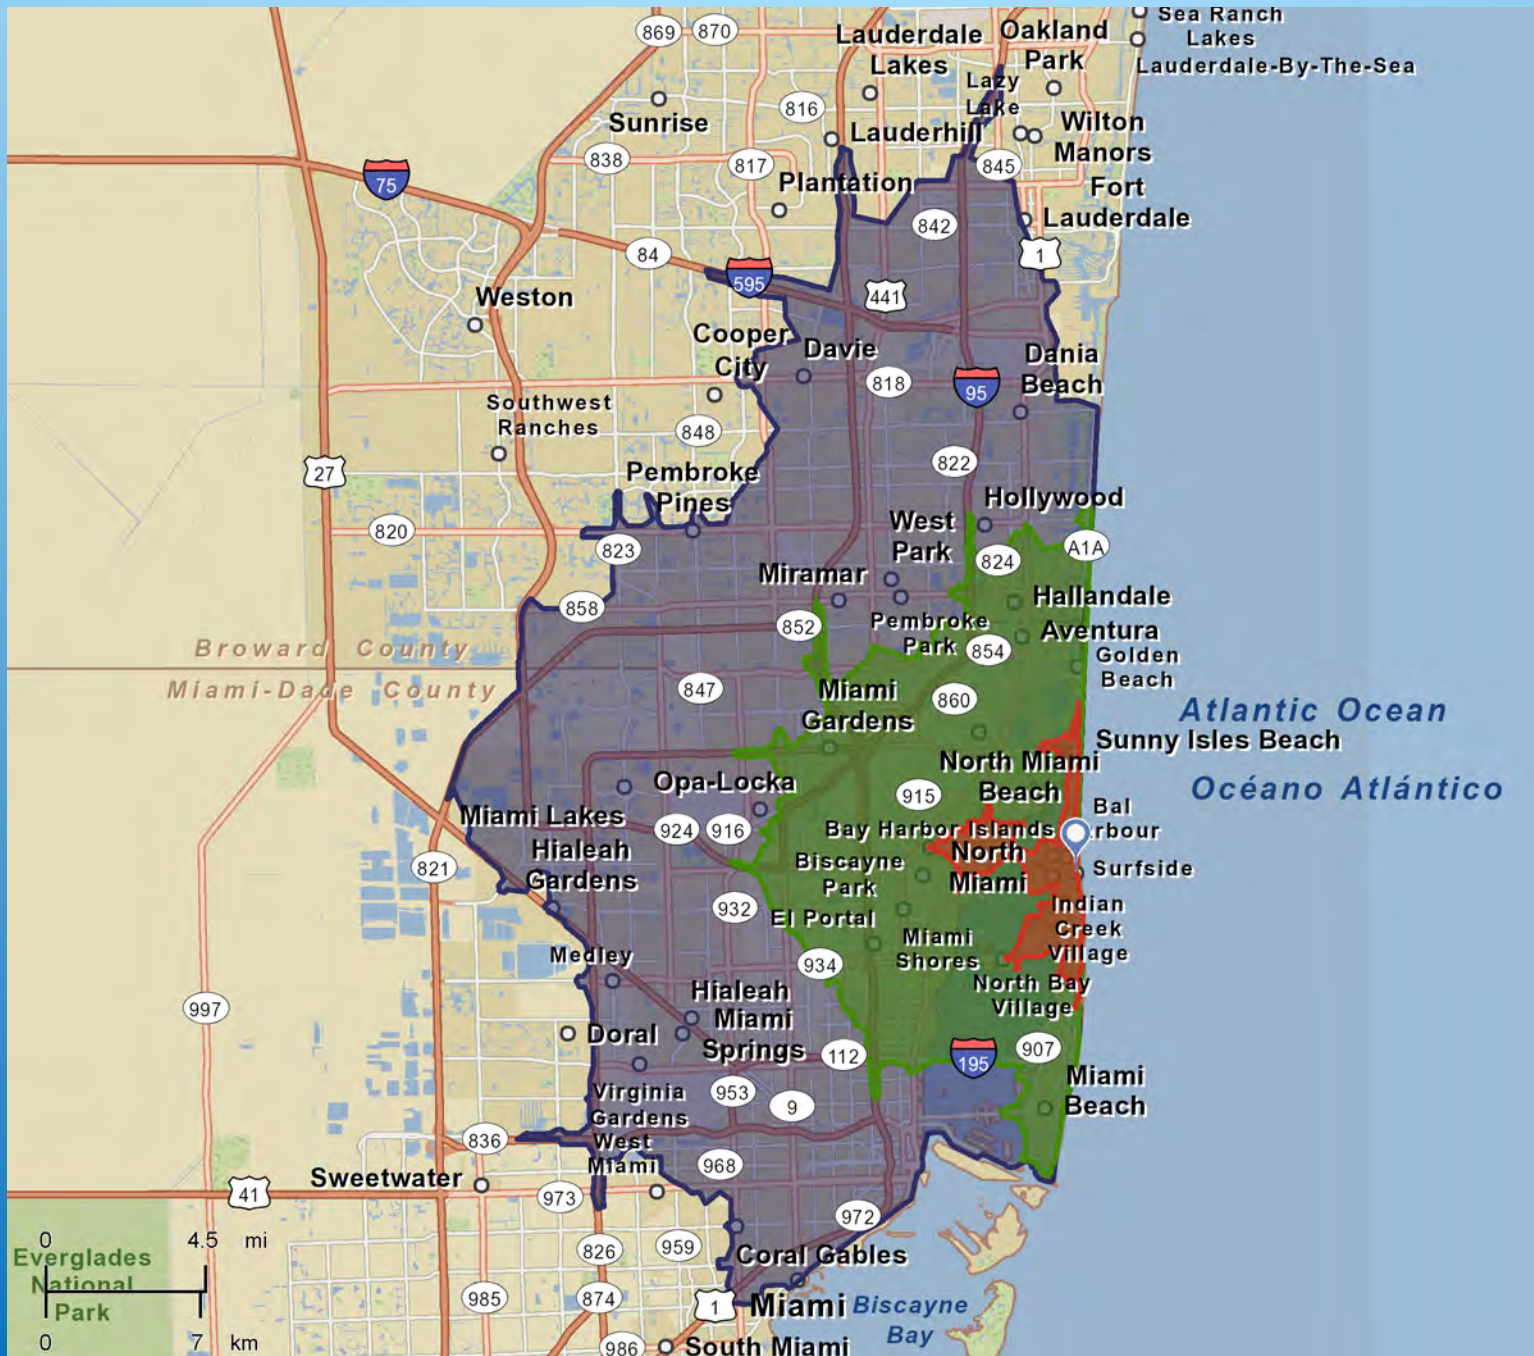 Sea Ranch
Lakes
Lauderdale-By-The-Sea
869
870
Lauderdale
Lakes
Oakland
Park
Lazy
Lake
816
Sunrise
Lauderhill
Wilton
Manors
838
817
845
75
Plantation
Fort
Lauderdale
842
84
1
595
441
Weston
Cooper
City
Davie
Dania
Beach
818
95
Southwest
Ranches
848
822
27
Pembroke
Pines
Hollywood
820
823
West
Park
824
A1A
Miramar
Hallandale
858
852
Pembroke
Park
854
Aventura
Golden
Beach
Broward County
Miami-Dade County
847
Miami
Gardens
860
Atlantic Ocean
Sunny Isles Beach
North Miami
Beach
Océano Atlántico
Opa-Locka
915
Bal
rbour
Miami Lakes
924
916
Bay Harbor Islands
Hialeah
Gardens
821
Biscayne
Park
North
Miami
Surfside
932
El Portal
Indian
Creek
Village
Miami
Shores
Medley
934
North Bay
Village
997
Hialeah
Miami
Springs
Doral
112
195
907
Miami
Beach
Virginia
Gardens
953
9
836
West
Miami
968
Sweetwater
41
973
972
0
4.5 mi
826
959
Coral Gables
Everglades
National
Park
985
874
1
Miami
Biscayne
Bay
0
7 km
986
South Miami